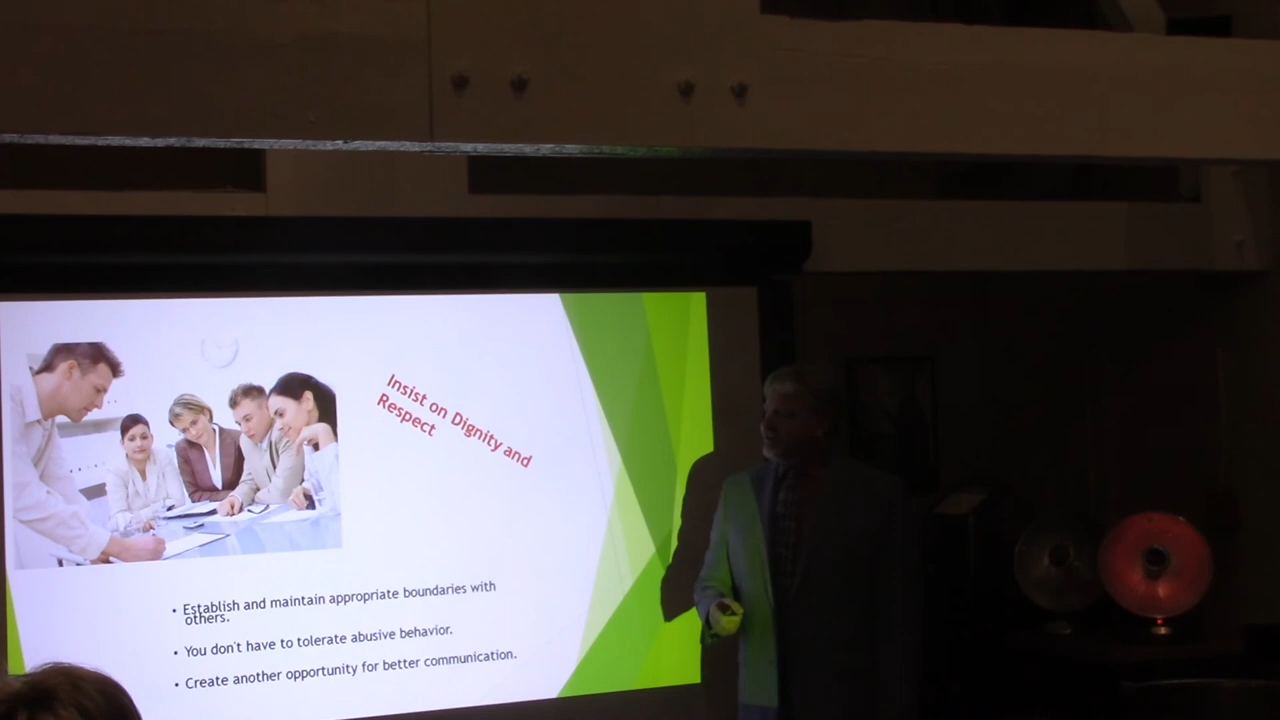 Insist on Dignity and
Respect
• Establish and maintain appropriate boundaries with
others.
• You don't have to tolerate abusive behavior.
• Create another opportunity for better communication.